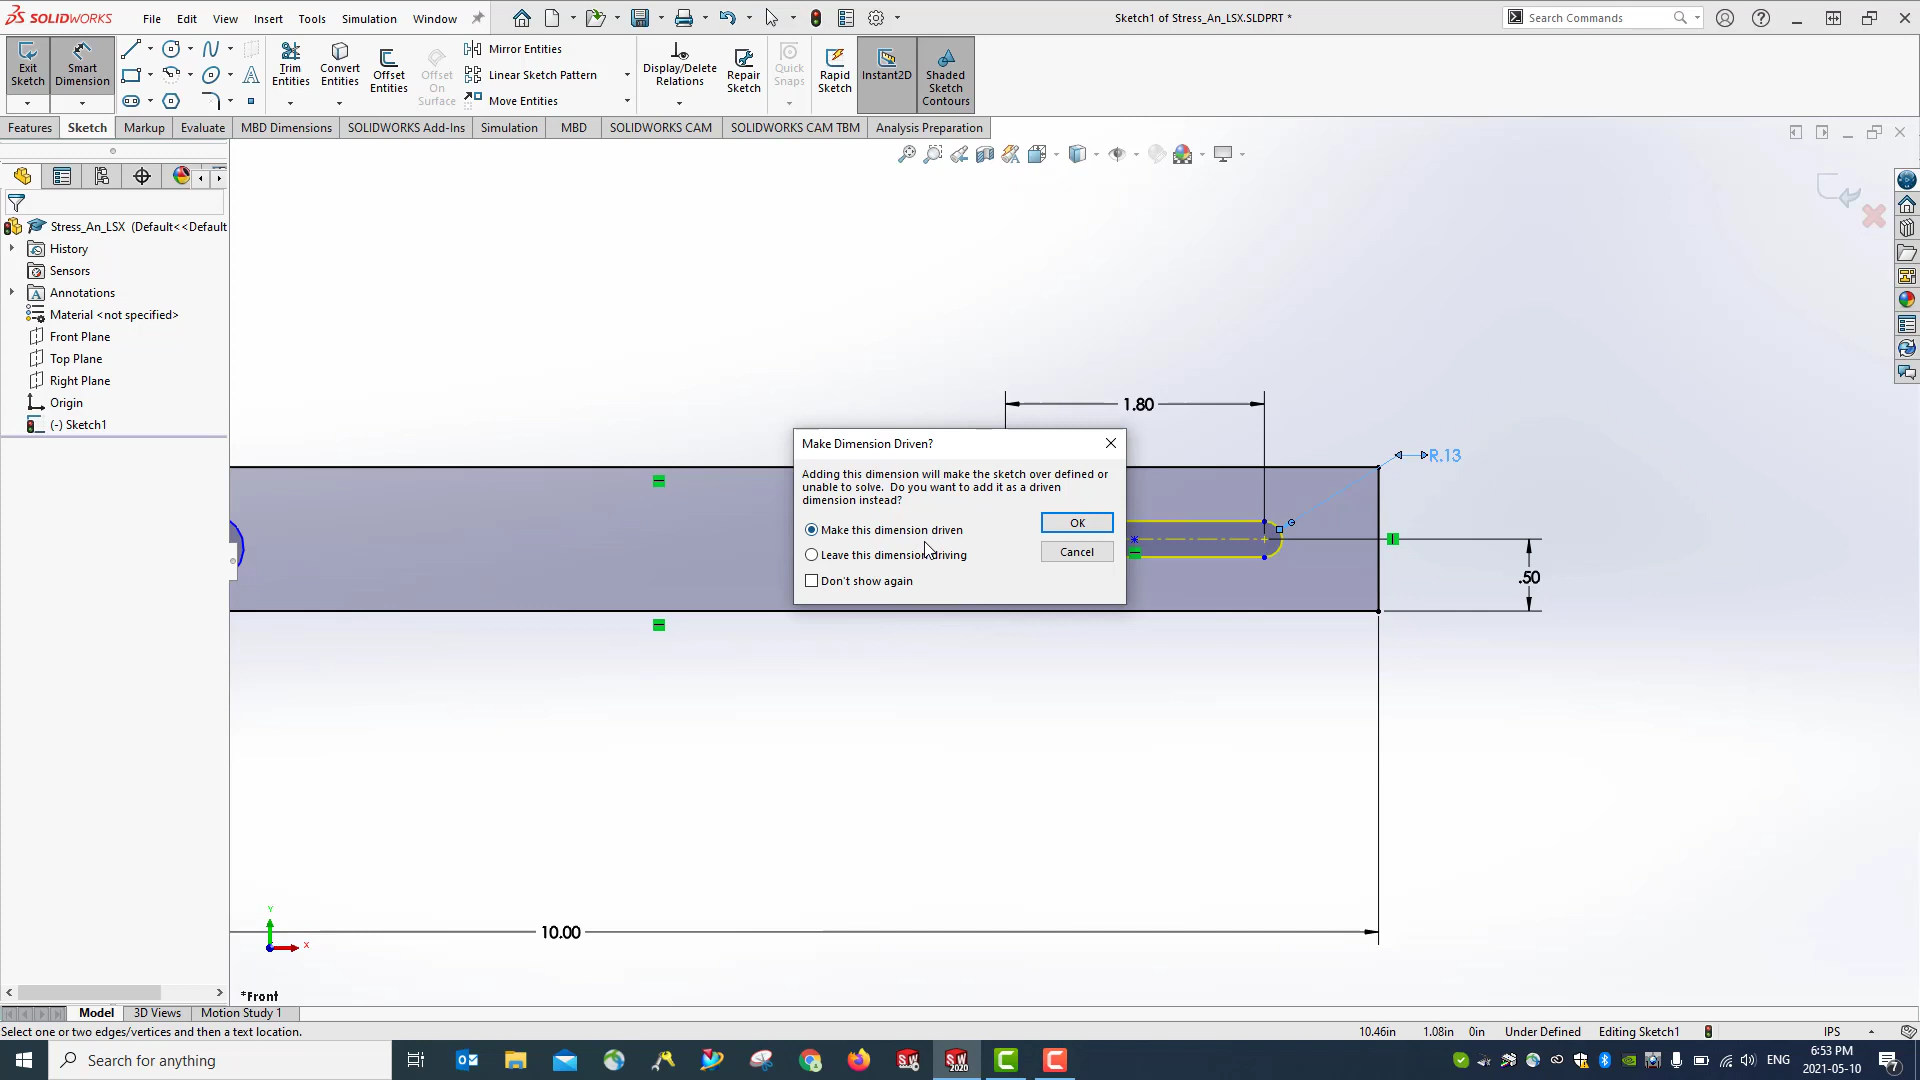 SOLIDWORKS File Edit View Insert Tools Simulation Window Sketch1 of Stress_An_LSX.SLDPRT * Search Commands
Exit Sketch
Smart Dimension
Trim Entities
Convert Entities
Offset Entities
Offset On Surface
Mirror Entities
Linear Sketch Pattern
Move Entities
Display/Delete Relations
Repair Sketch
Quick Snaps
Rapid Sketch
Instant2D
Shaded Sketch Contours
Features Sketch Markup Evaluate MBD Dimensions SOLIDWORKS Add-Ins Simulation MBD SOLIDWORKS CAM SOLIDWORKS CAM TBM Analysis Preparation
Stress_An_LSX (Default<<Default
History
Sensors
Annotations
Material <not specified>
Front Plane
Top Plane
Right Plane
Origin
(-) Sketch1
1.80
R.13
.50
10.00
Make Dimension Driven?
Adding this dimension will make the sketch over defined or
unable to solve. Do you want to add it as a driven
dimension instead?
Make this dimension driven
Leave this dimension driving
Don't show again
OK
Cancel
Y
X
*Front
Model 3D Views Motion Study 1
Select one or two edges/vertices and then a text location. 10.46in 1.08in 0in Under Defined Editing Sketch1 IPS
Search for anything
SW 2020
ENG
6:53 PM
2021-05-10
7